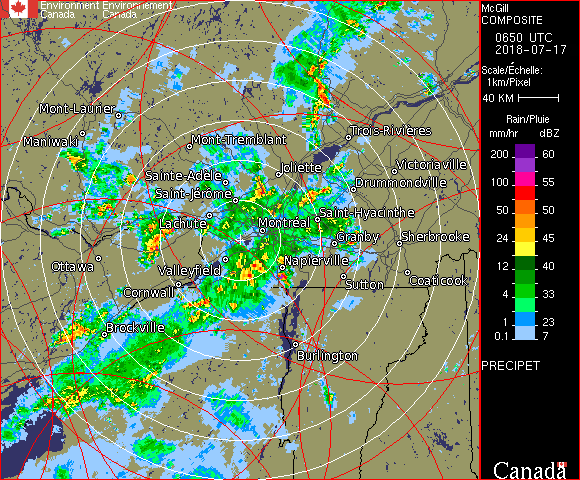 Environment Environnement
Canada Canada
McGill
COMPOSITE
0650 UTC
2018-07-17
Scale/Échelle:
1km/Pixel
40 KM
Rain/Pluie
mm/hr dBZ
200 60
100 55
50 50
24 45
12 40
4 33
1 23
0.1 7
PRECIPET
Canada
Mont-Laurier
Maniwaki
Mont-Tremblant
Trois-Rivières
Victoriaville
Joliette
Sainte-Adèle
Drummondville
Saint-Jérôme
Saint-Hyacinthe
Lachute
Montréal
Granby
Sherbrooke
Ottawa
Valleyfield
Napierville
Sutton
Coaticook
Cornwall
Brockville
Burlington